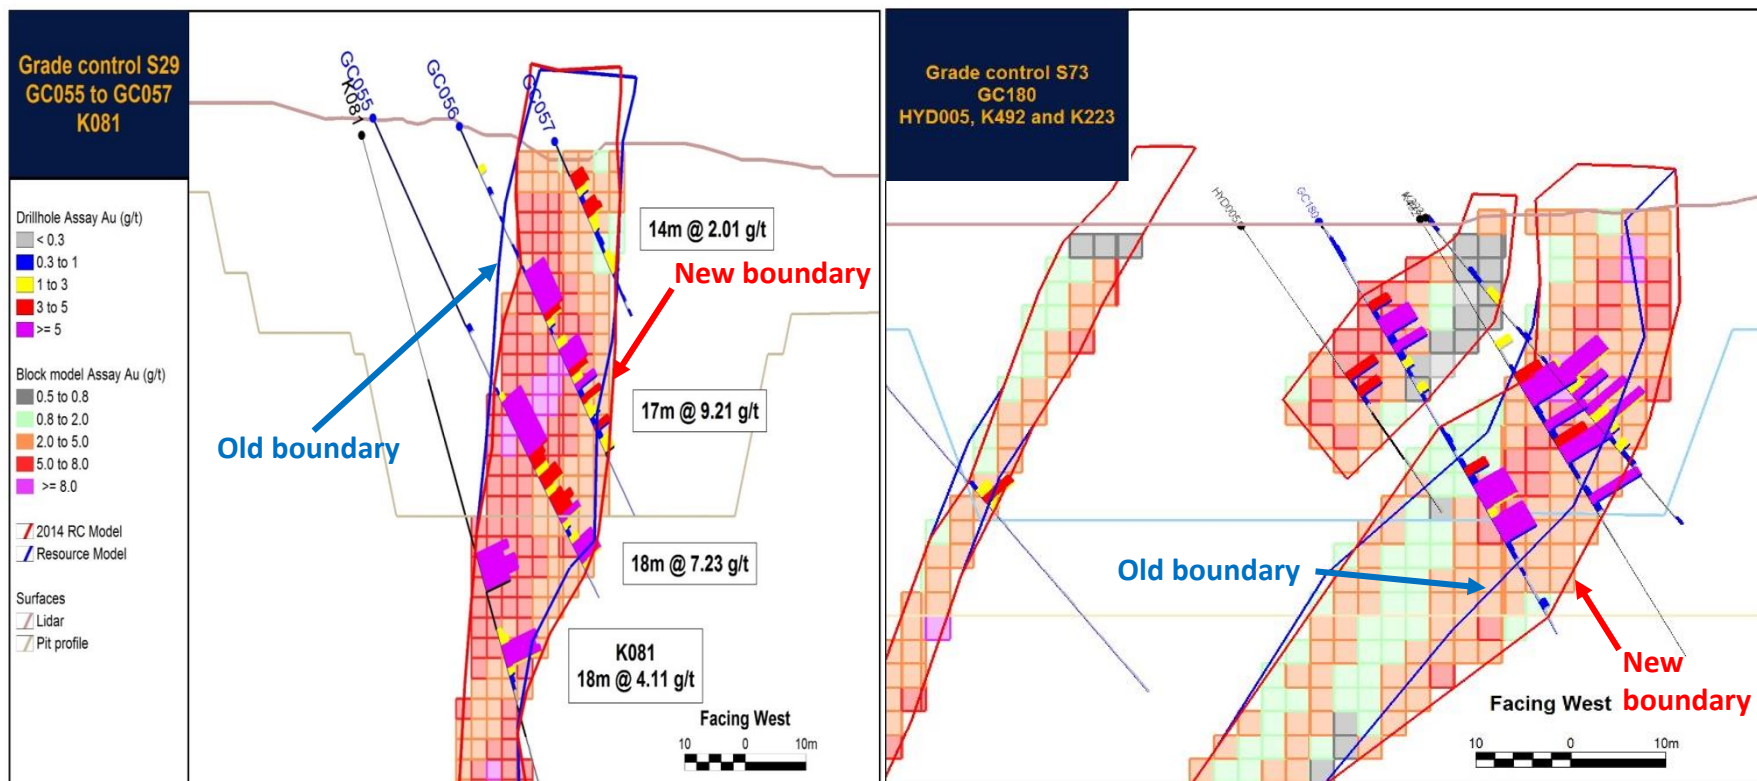 Grade control S29
GC055 to GC057
K081
Drillhole Assay Au (g/t)
< 0.3
0.3 to 1
1 to 3
3 to 5
>= 5
Block model Assay Au (g/t)
0.5 to 0.8
0.8 to 2.0
2.0 to 5.0
5.0 to 8.0
>= 8.0
2014 RC Model
Resource Model
Surfaces
Lidar
Pit profile
K081
GC055
GC056
GC057
14m @ 2.01 g/t
New boundary
17m @ 9.21 g/t
Old boundary
18m @ 7.23 g/t
K081
18m @ 4.11 g/t
Facing West
10 0 10m
Grade control S73
GC180
HYD005, K492 and K223
HYD005
GC180
Old boundary
New
boundary
Facing West
10 0 10m